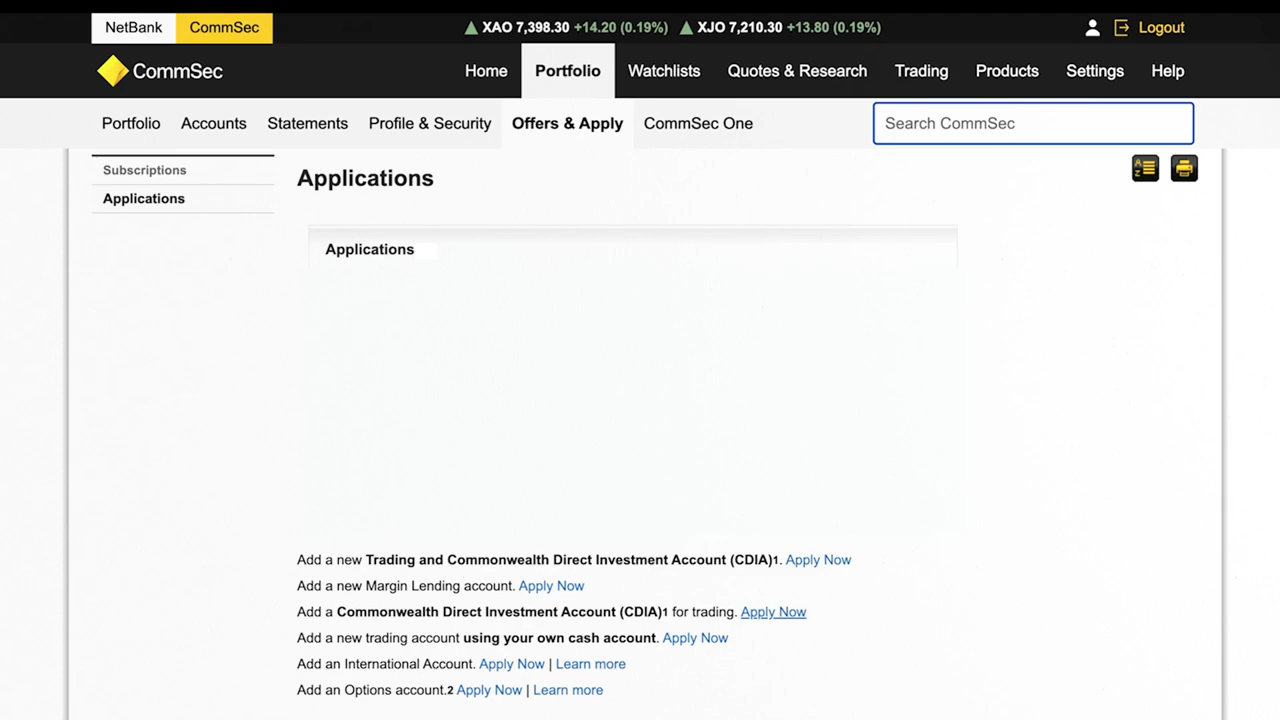 NetBank CommSec XAO 7,398.30 +14.20 (0.19%) XJO 7,210.30 +13.80 (0.19%) Logout
CommSec Home Portfolio Watchlists Quotes & Research Trading Products Settings Help
Portfolio Accounts Statements Profile & Security Offers & Apply CommSec One Search CommSec
Subscriptions
Applications
Applications
A
Z
Applications
Add a new Trading and Commonwealth Direct Investment Account (CDIA)1. Apply Now
Add a new Margin Lending account. Apply Now
Add a Commonwealth Direct Investment Account (CDIA)1 for trading. Apply Now
Add a new trading account using your own cash account. Apply Now
Add an International Account. Apply Now | Learn more
Add an Options account.2 Apply Now | Learn more